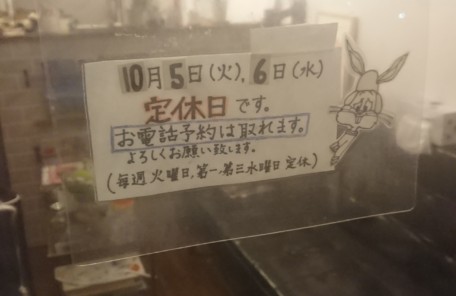 10月5日(火),6日(水)
定休日です。
お電話予約は取れます。
よろしくお願い致します。
(毎週火曜日,第一,第三水曜日 定休)